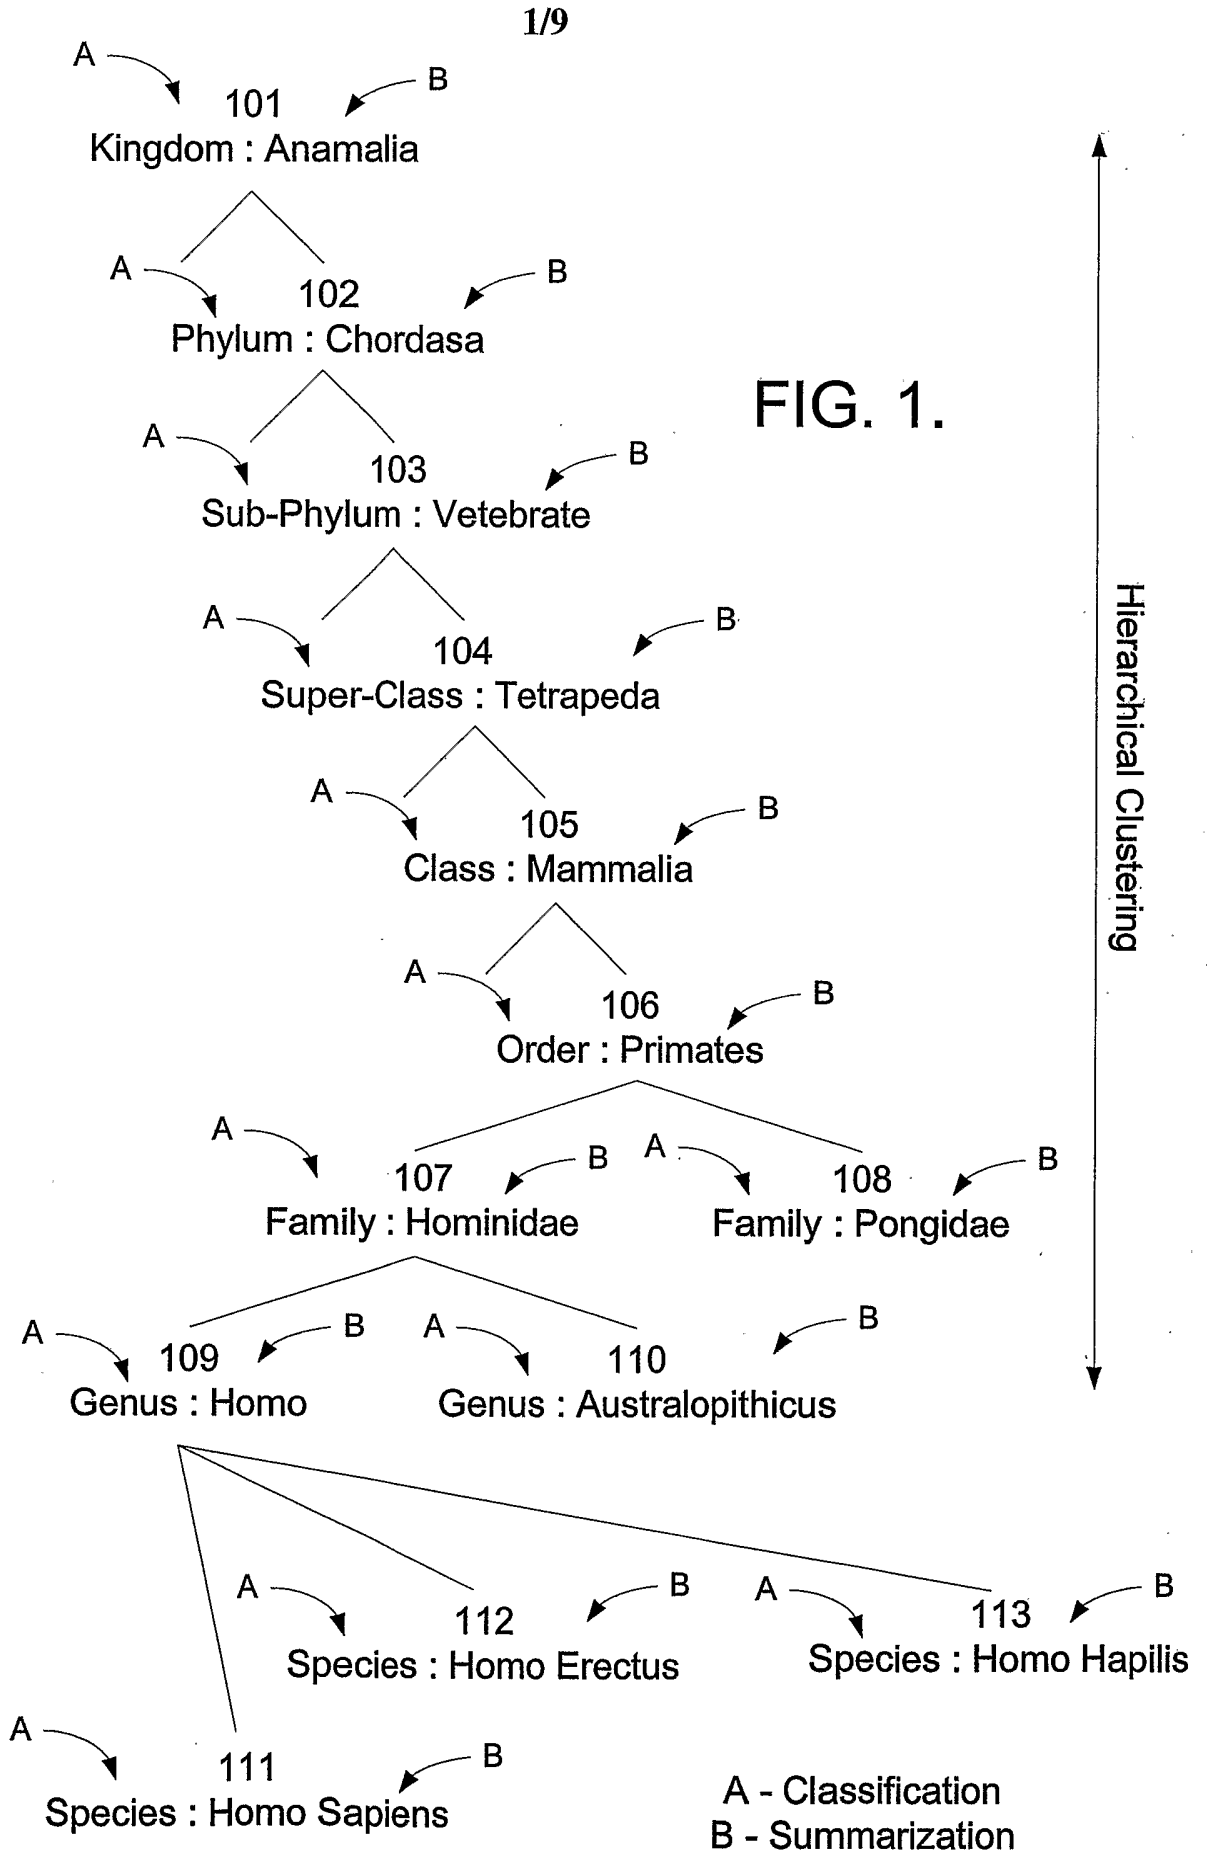 1/9
A
B
101
Kingdom : Anamalia
A
B
102
Phylum : Chordasa
FIG. 1.
A
B
103
Sub-Phylum : Vetebrate
A
B
104
Super-Class : Tetrapeda
Hierarchical Clustering
A
B
105
Class : Mammalia
A
B
106
Order : Primates
A
B
A
B
107
108
Family : Hominidae
Family : Pongidae
A
B
A
B
109
110
Genus : Homo
Genus : Australopithicus
A
B
A
B
112
113
Species : Homo Erectus
Species : Homo Hapilis
A
B
111
Species : Homo Sapiens
A - Classification
B - Summarization